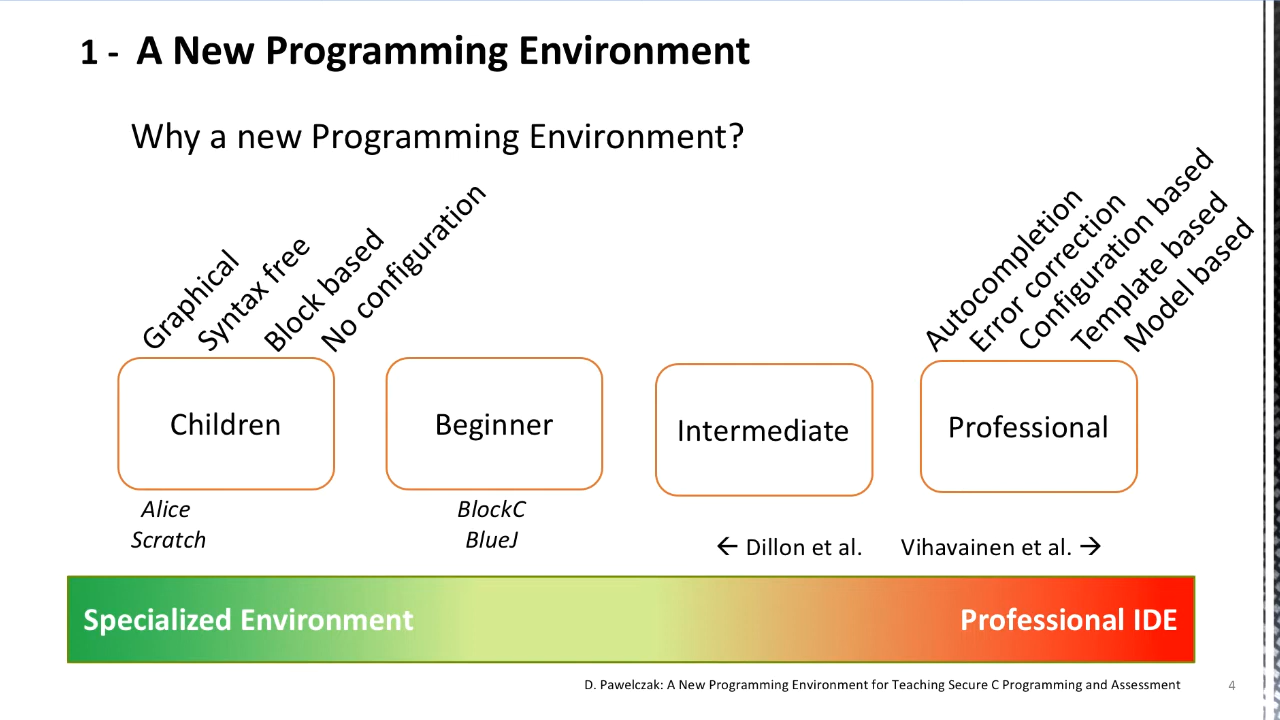 1 - A New Programming Environment
Why a new Programming Environment?
Graphical
Syntax free
Block based
No configuration
Autocompletion
Error correction
Configuration based
Template based
Model based
Children
Beginner
Intermediate
Professional
Alice
Scratch
BlockC
BlueJ
← Dillon et al.
Vihavainen et al. →
Specialized Environment
Professional IDE
D. Pawelczak: A New Programming Environment for Teaching Secure C Programming and Assessment
4